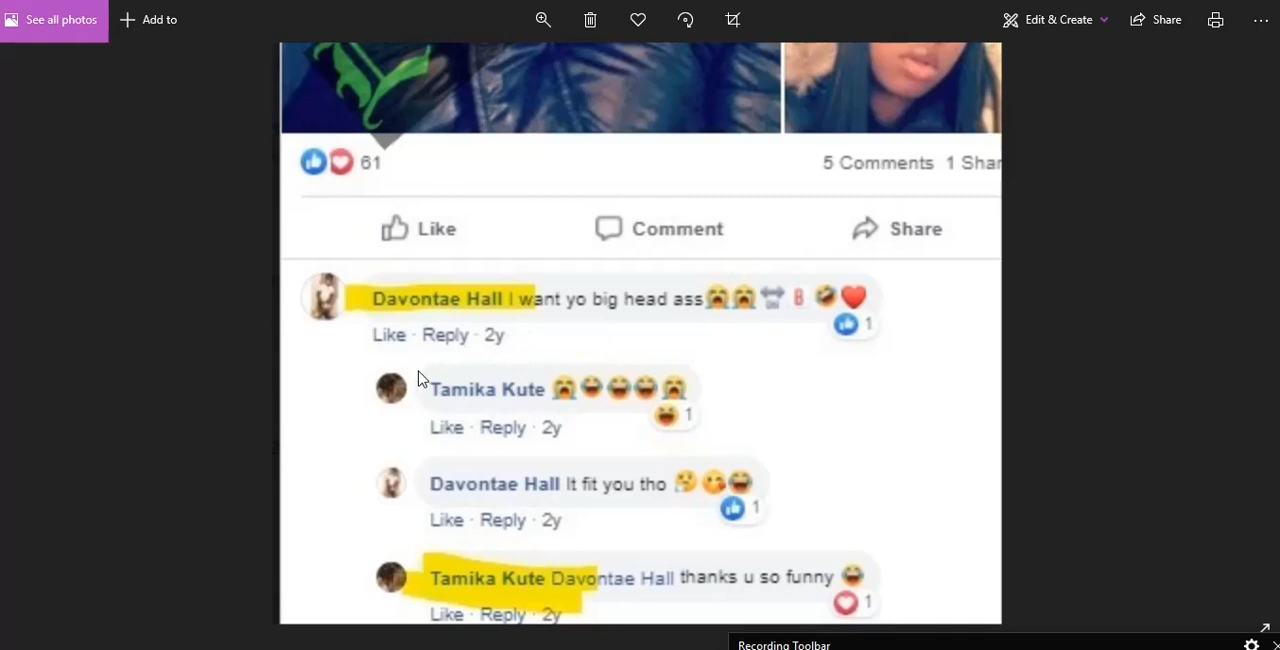 See all photos
Add to
Edit & Create
Share
61
5 Comments 1 Shar
Like
Comment
Share
Davontae Hall I want yo big head ass
1
Like · Reply · 2y
Tamika Kute
1
Like · Reply · 2y
Davontae Hall It fit you tho
1
Like · Reply · 2y
Tamika Kute Davontae Hall thanks u so funny
1
Like · Reply · 2y
Recording Toolbar